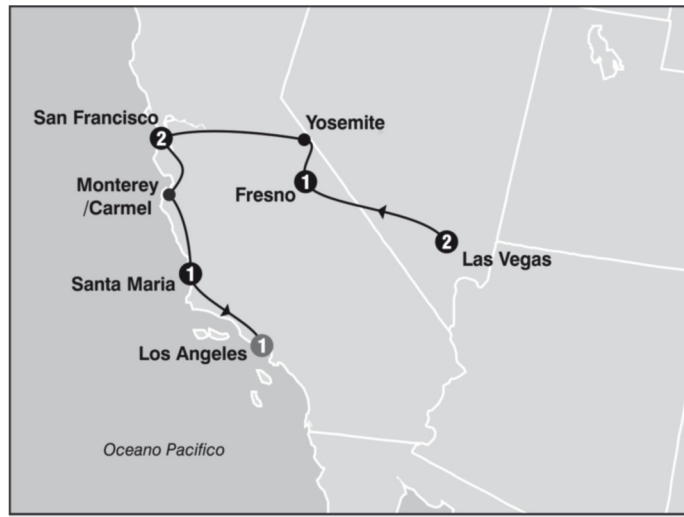 San Francisco
2
Yosemite
Monterey
/Carmel
Fresno
1
2
Las Vegas
Santa Maria
1
Los Angeles
1
Oceano Pacifico